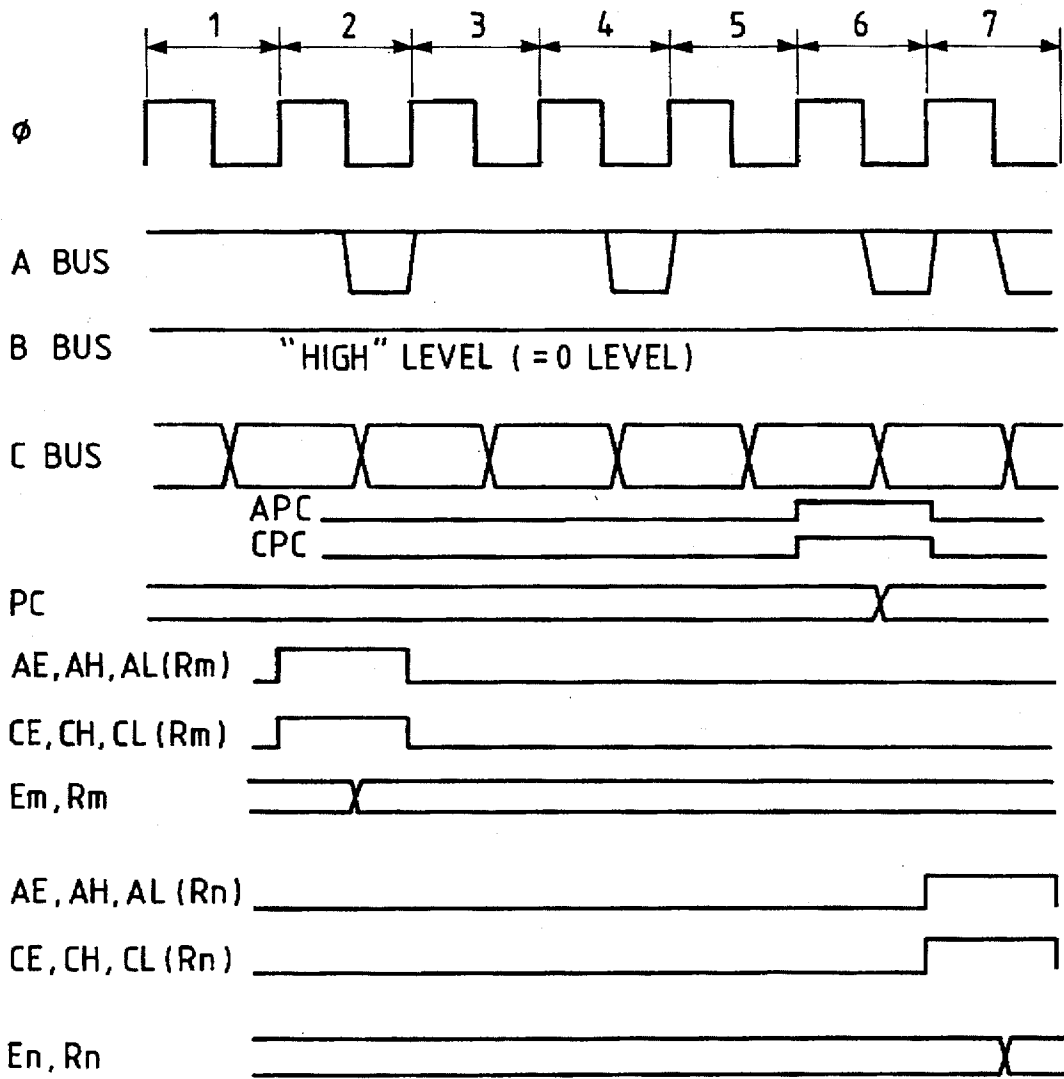 1 2 3 4 5 6 7
φ
A BUS
B BUS
"HIGH" LEVEL (=0 LEVEL)
C BUS
APC
CPC
PC
AE, AH, AL (Rm)
CE, CH, CL (Rm)
Em, Rm
AE, AH, AL (Rn)
CE, CH, CL (Rn)
En, Rn